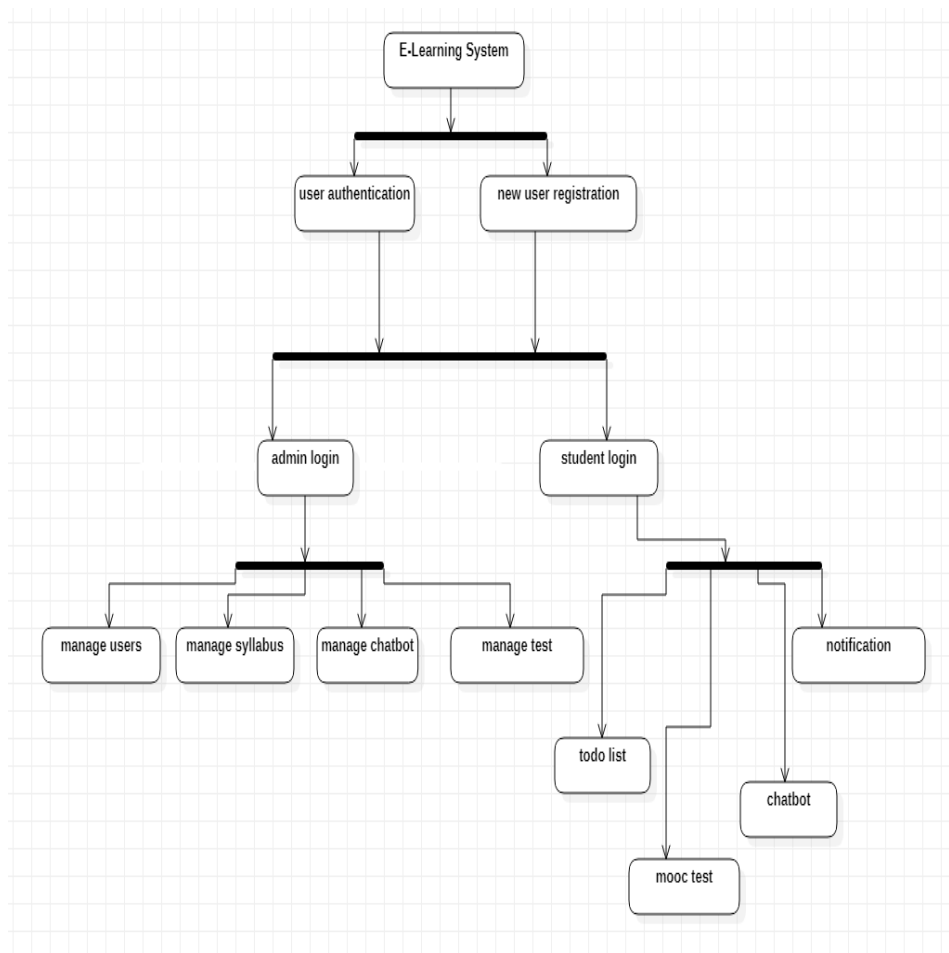 E-Learning System
user authentication
new user registration
admin login
student login
manage users
manage syllabus
manage chatbot
manage test
notification
todo list
chatbot
mooc test